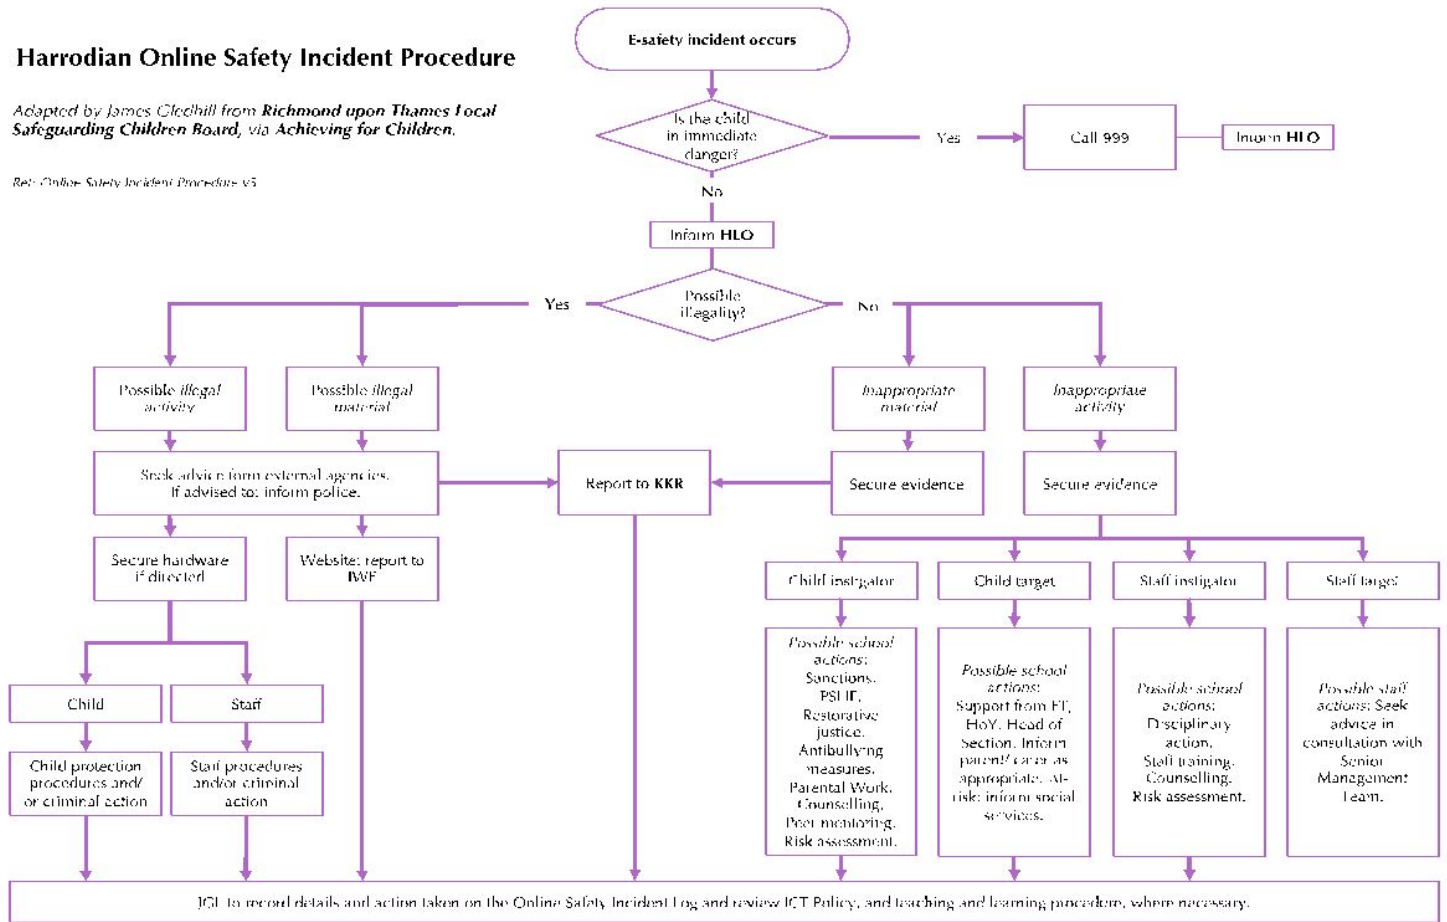 Harrodian Online Safety Incident Procedure
Adapted by James Gledhill from Richmond upon Thames Local
Safeguarding Children Board, via Achieving for Children.
Ref: Online Safety Incident Procedure v5
E-safety incident occurs
Is the child
in immediate
danger?
Yes
Call 999
Inform HLO
No
Inform HLO
Possible
illegality?
Yes
No
Possible illegal
activity
Possible illegal
material
Inappropriate
material
Inappropriate
activity
Seek advice form external agencies.
If advised to: inform police.
Report to KKR
Secure evidence
Secure evidence
Secure hardware
if directed
Website: report to
IWF
Child instigator
Child target
Staff instigator
Staff target
Child
Staff
Child protection
procedures and/
or criminal action
Staff procedures
and/or criminal
action
Possible school
actions:
Sanctions.
PSHE.
Restorative
justice.
Antibullying
measures.
Parental Work.
Counselling.
Peer mentoring.
Risk assessment.
Possible school
actions:
Support from FT,
HoY, Head of
Section. Inform
parent/ carer as
appropriate. At-
risk: inform social
services.
Possible school
actions:
Disciplinary
action.
Staff training.
Counselling.
Risk assessment.
Possible staff
actions: Seek
advice in
consultation with
Senior
Management
Team.
JGL to record details and action taken on the Online Safety Incident Log and review ICT Policy, and teaching and learning procedure, where necessary.